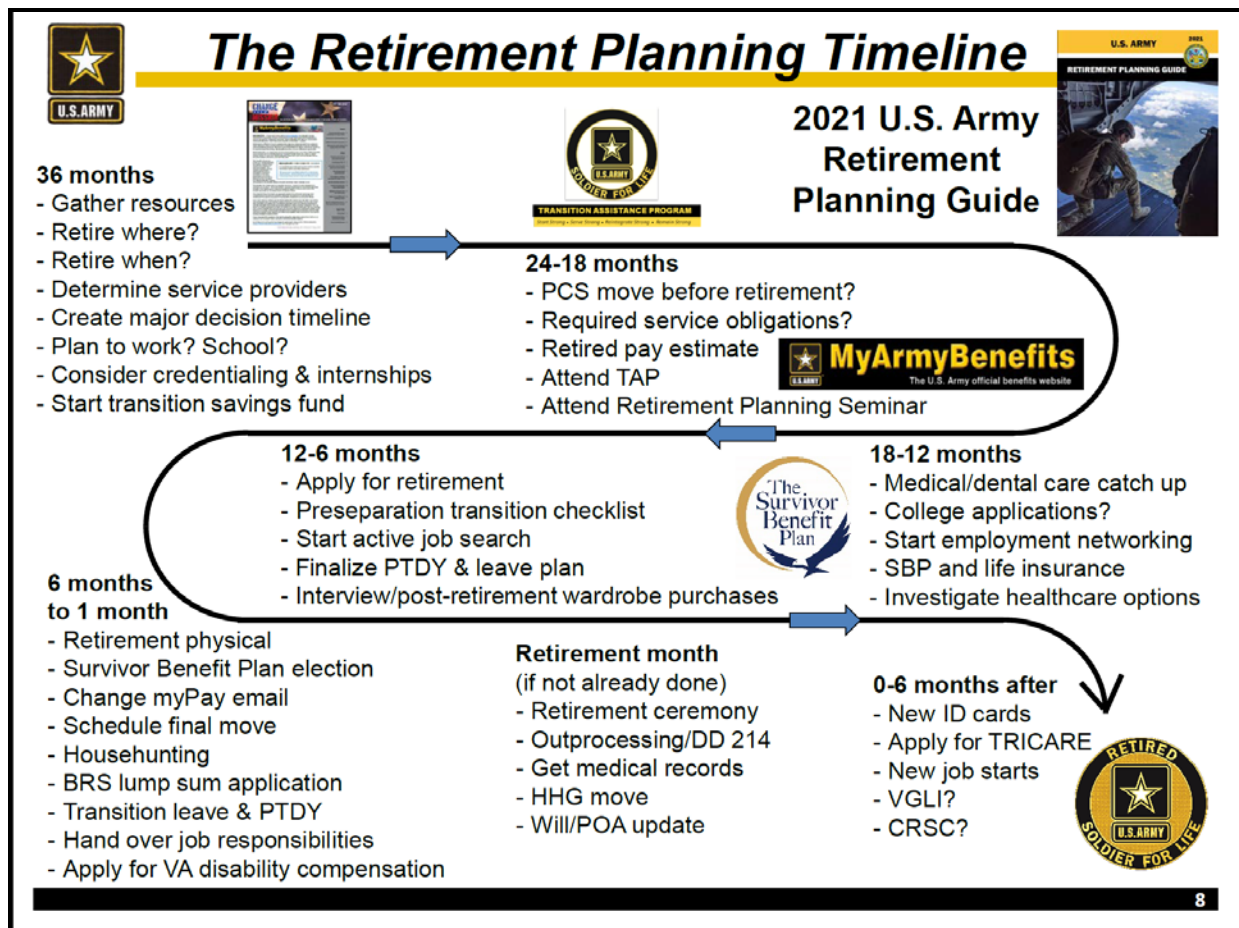 The Retirement Planning Timeline
U.S.ARMY
U.S. ARMY
2021
RETIREMENT PLANNING GUIDE
2021 U.S. Army
Retirement
Planning Guide
CHANGE
MyArmyBenefits
U.S.ARMY
SOLDIER FOR LIFE
TRANSITION ASSISTANCE PROGRAM
Start Strong • Serve Strong • Reintegrate Strong • Remain Strong
36 months
- Gather resources
- Retire where?
- Retire when?
- Determine service providers
- Create major decision timeline
- Plan to work? School?
- Consider credentialing & internships
- Start transition savings fund
24-18 months
- PCS move before retirement?
- Required service obligations?
- Retired pay estimate
- Attend TAP
- Attend Retirement Planning Seminar
U.S.ARMY
MyArmyBenefits
The U.S. Army official benefits website
18-12 months
- Medical/dental care catch up
- College applications?
- Start employment networking
- SBP and life insurance
- Investigate healthcare options
The
Survivor
Benefit
Plan
12-6 months
- Apply for retirement
- Preseparation transition checklist
- Start active job search
- Finalize PTDY & leave plan
- Interview/post-retirement wardrobe purchases
6 months
to 1 month
- Retirement physical
- Survivor Benefit Plan election
- Change myPay email
- Schedule final move
- Househunting
- BRS lump sum application
- Transition leave & PTDY
- Hand over job responsibilities
- Apply for VA disability compensation
Retirement month
(if not already done)
- Retirement ceremony
- Outprocessing/DD 214
- Get medical records
- HHG move
- Will/POA update
0-6 months after
- New ID cards
- Apply for TRICARE
- New job starts
- VGLI?
- CRSC?
RETIRED
U.S.ARMY
SOLDIER FOR LIFE
8